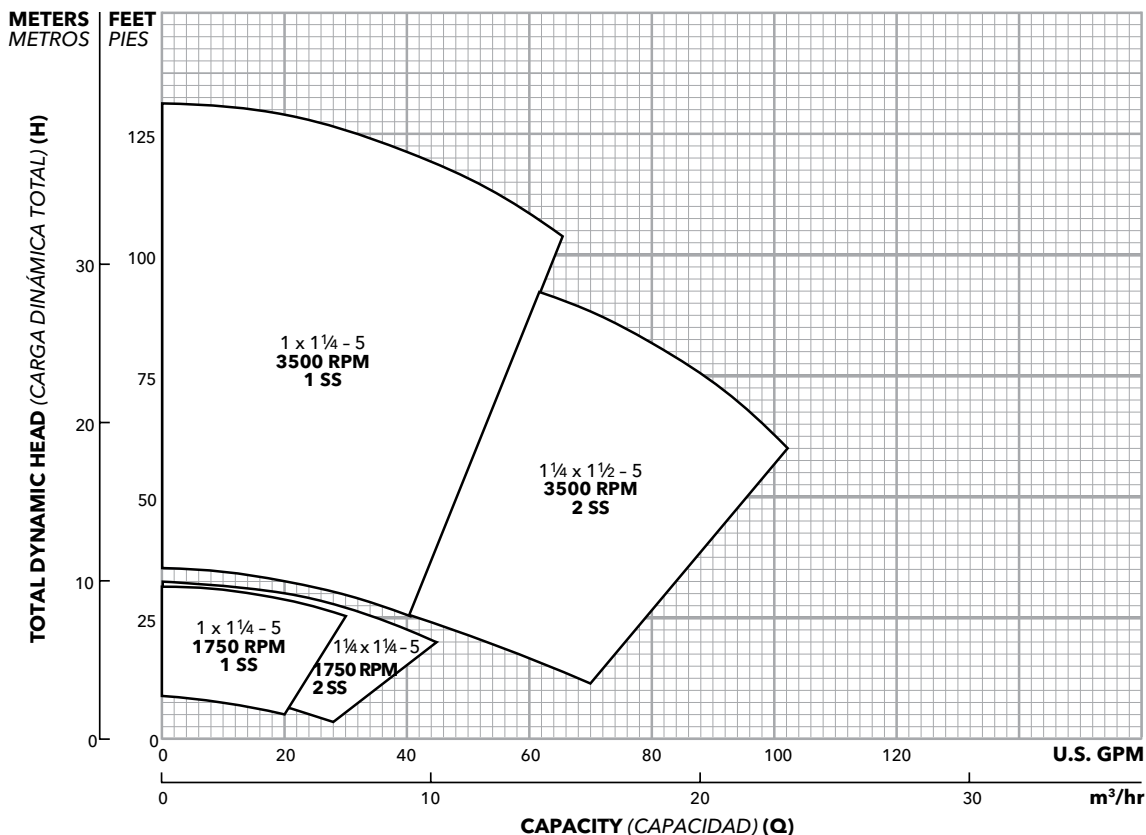 METERS FEET
METROS PIES
TOTAL DYNAMIC HEAD (CARGA DINÁMICA TOTAL) (H)
125
100
30
75
20
50
10
25
0
0
1 x 1¼ – 5
3500 RPM
1 SS
1¼ x 1½ – 5
3500 RPM
2 SS
1 x 1¼ – 5
1750 RPM
1 SS
1¼ x 1¼ – 5
1750 RPM
2 SS
0 20 40 60 80 100 120 U.S. GPM
0 10 20 30 m³/hr
CAPACITY (CAPACIDAD) (Q)